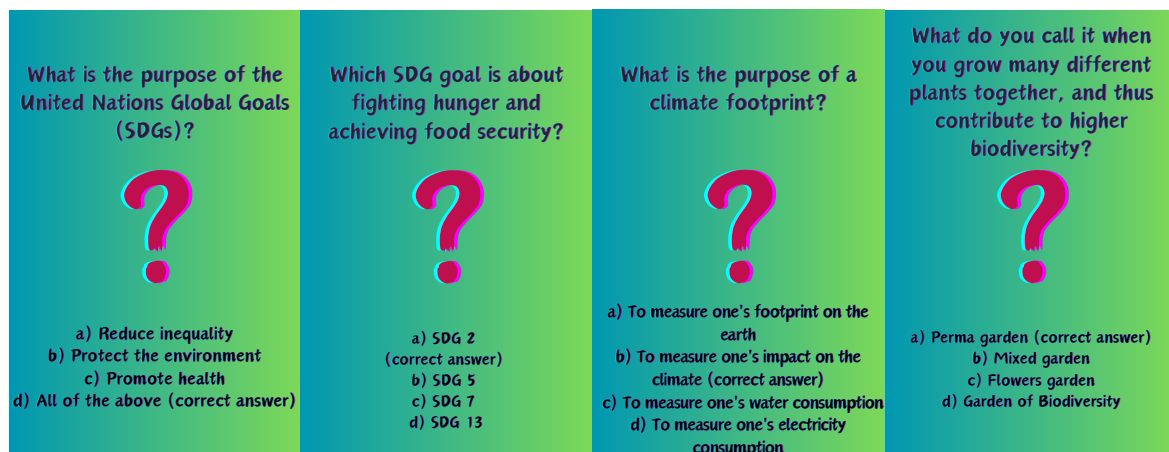 What is the purpose of the
United Nations Global Goals
(SDGs)?
?
a) Reduce inequality
b) Protect the environment
c) Promote health
d) All of the above (correct answer)
Which SDG goal is about
fighting hunger and
achieving food security?
?
a) SDG 2
(correct answer)
b) SDG 5
c) SDG 7
d) SDG 13
What is the purpose of a
climate footprint?
?
a) To measure one's footprint on the
earth
b) To measure one's impact on the
climate (correct answer)
c) To measure one's water consumption
d) To measure one's electricity
consumption
What do you call it when
you grow many different
plants together, and thus
contribute to higher
biodiversity?
?
a) Perma garden (correct answer)
b) Mixed garden
c) Flowers garden
d) Garden of Biodiversity